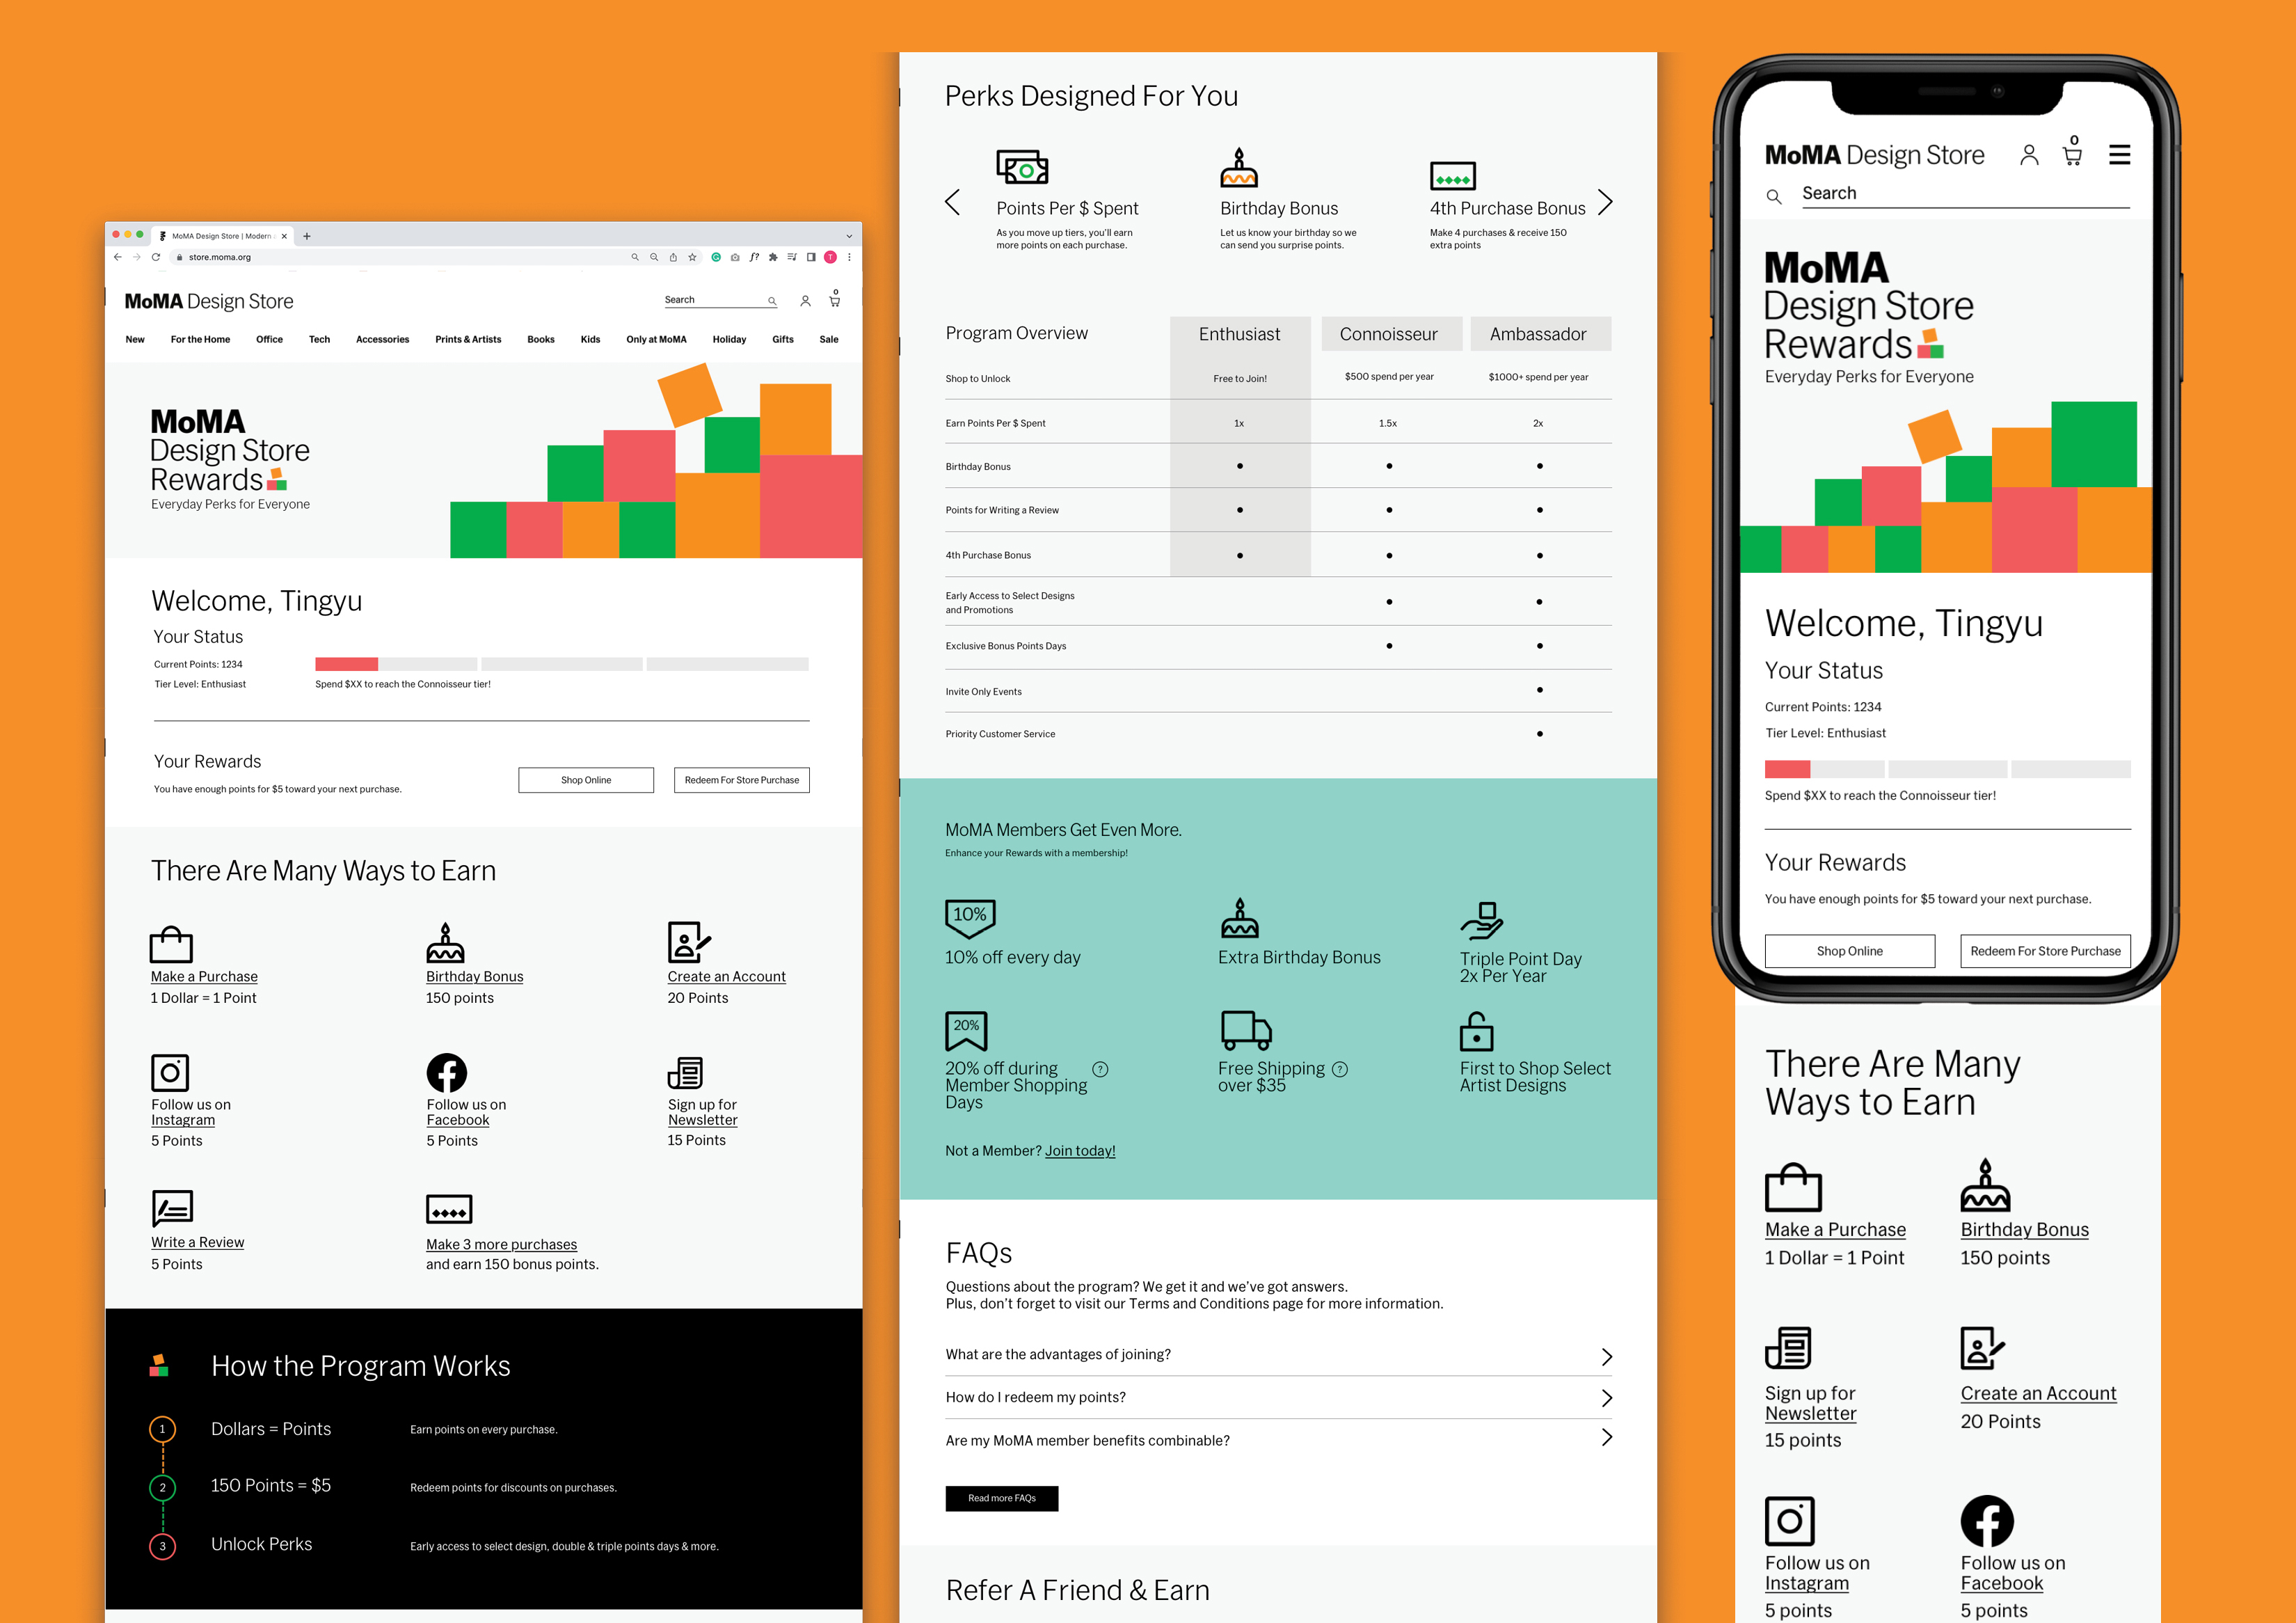 MoMA Design Store | Modern
store.moma.org
f?
T
MoMA Design Store
Search
0
New For the Home Office Tech Accessories Prints & Artists Books Kids Only at MoMA Holiday Gifts Sale
MoMA
Design Store
Rewards
Everyday Perks for Everyone
Welcome, Tingyu
Your Status
Current Points: 1234
Tier Level: Enthusiast
Spend $XX to reach the Connoisseur tier!
Your Rewards
You have enough points for $5 toward your next purchase.
Shop Online
Redeem For Store Purchase
There Are Many Ways to Earn
Make a Purchase
1 Dollar = 1 Point
Birthday Bonus
150 points
Create an Account
20 Points
Follow us on
Instagram
5 Points
Follow us on
Facebook
5 Points
Sign up for
Newsletter
15 Points
Write a Review
5 Points
Make 3 more purchases
and earn 150 bonus points.
How the Program Works
1 Dollars = Points Earn points on every purchase.
2 150 Points = $5 Redeem points for discounts on purchases.
3 Unlock Perks Early access to select design, double & triple points days & more.
Perks Designed For You
Points Per $ Spent
As you move up tiers, you'll earn
more points on each purchase.
Birthday Bonus
Let us know your birthday so we
can send you surprise points.
4th Purchase Bonus
Make 4 purchases & receive 150
extra points
Program Overview Enthusiast Connoisseur Ambassador
Shop to Unlock Free to Join! $500 spend per year $1000+ spend per year
Earn Points Per $ Spent 1x 1.5x 2x
Birthday Bonus
Points for Writing a Review
4th Purchase Bonus
Early Access to Select Designs
and Promotions
Exclusive Bonus Points Days
Invite Only Events
Priority Customer Service
MoMA Members Get Even More.
Enhance your Rewards with a membership!
10%
10% off every day
Extra Birthday Bonus
Triple Point Day
2x Per Year
20%
20% off during
Member Shopping
Days
?
Free Shipping ?
over $35
First to Shop Select
Artist Designs
Not a Member? Join today!
FAQs
Questions about the program? We get it and we've got answers.
Plus, don't forget to visit our Terms and Conditions page for more information.
What are the advantages of joining?
How do I redeem my points?
Are my MoMA member benefits combinable?
Read more FAQs
Refer A Friend & Earn
MoMA Design Store
0
Search
MoMA
Design Store
Rewards
Everyday Perks for Everyone
Welcome, Tingyu
Your Status
Current Points: 1234
Tier Level: Enthusiast
Spend $XX to reach the Connoisseur tier!
Your Rewards
You have enough points for $5 toward your next purchase.
Shop Online
Redeem For Store Purchase
There Are Many
Ways to Earn
Make a Purchase
1 Dollar = 1 Point
Birthday Bonus
150 points
Sign up for
Newsletter
15 points
Create an Account
20 Points
Follow us on
Instagram
5 points
Follow us on
Facebook
5 points